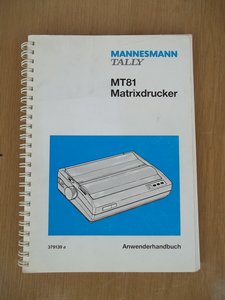 MANNESMANN
TALLY
MT81
Matrixdrucker
379139 a
Anwenderhandbuch